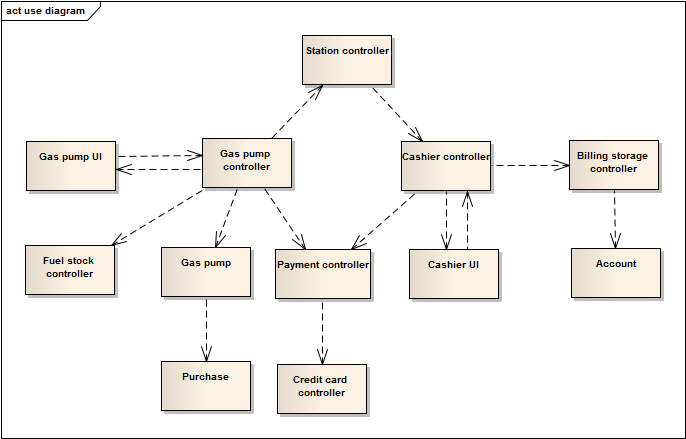 act use diagram
Station controller
Gas pump UI
Gas pump
controller
Cashier controller
Billing storage
controller
Fuel stock
controller
Gas pump
Payment controller
Cashier UI
Account
Purchase
Credit card
controller